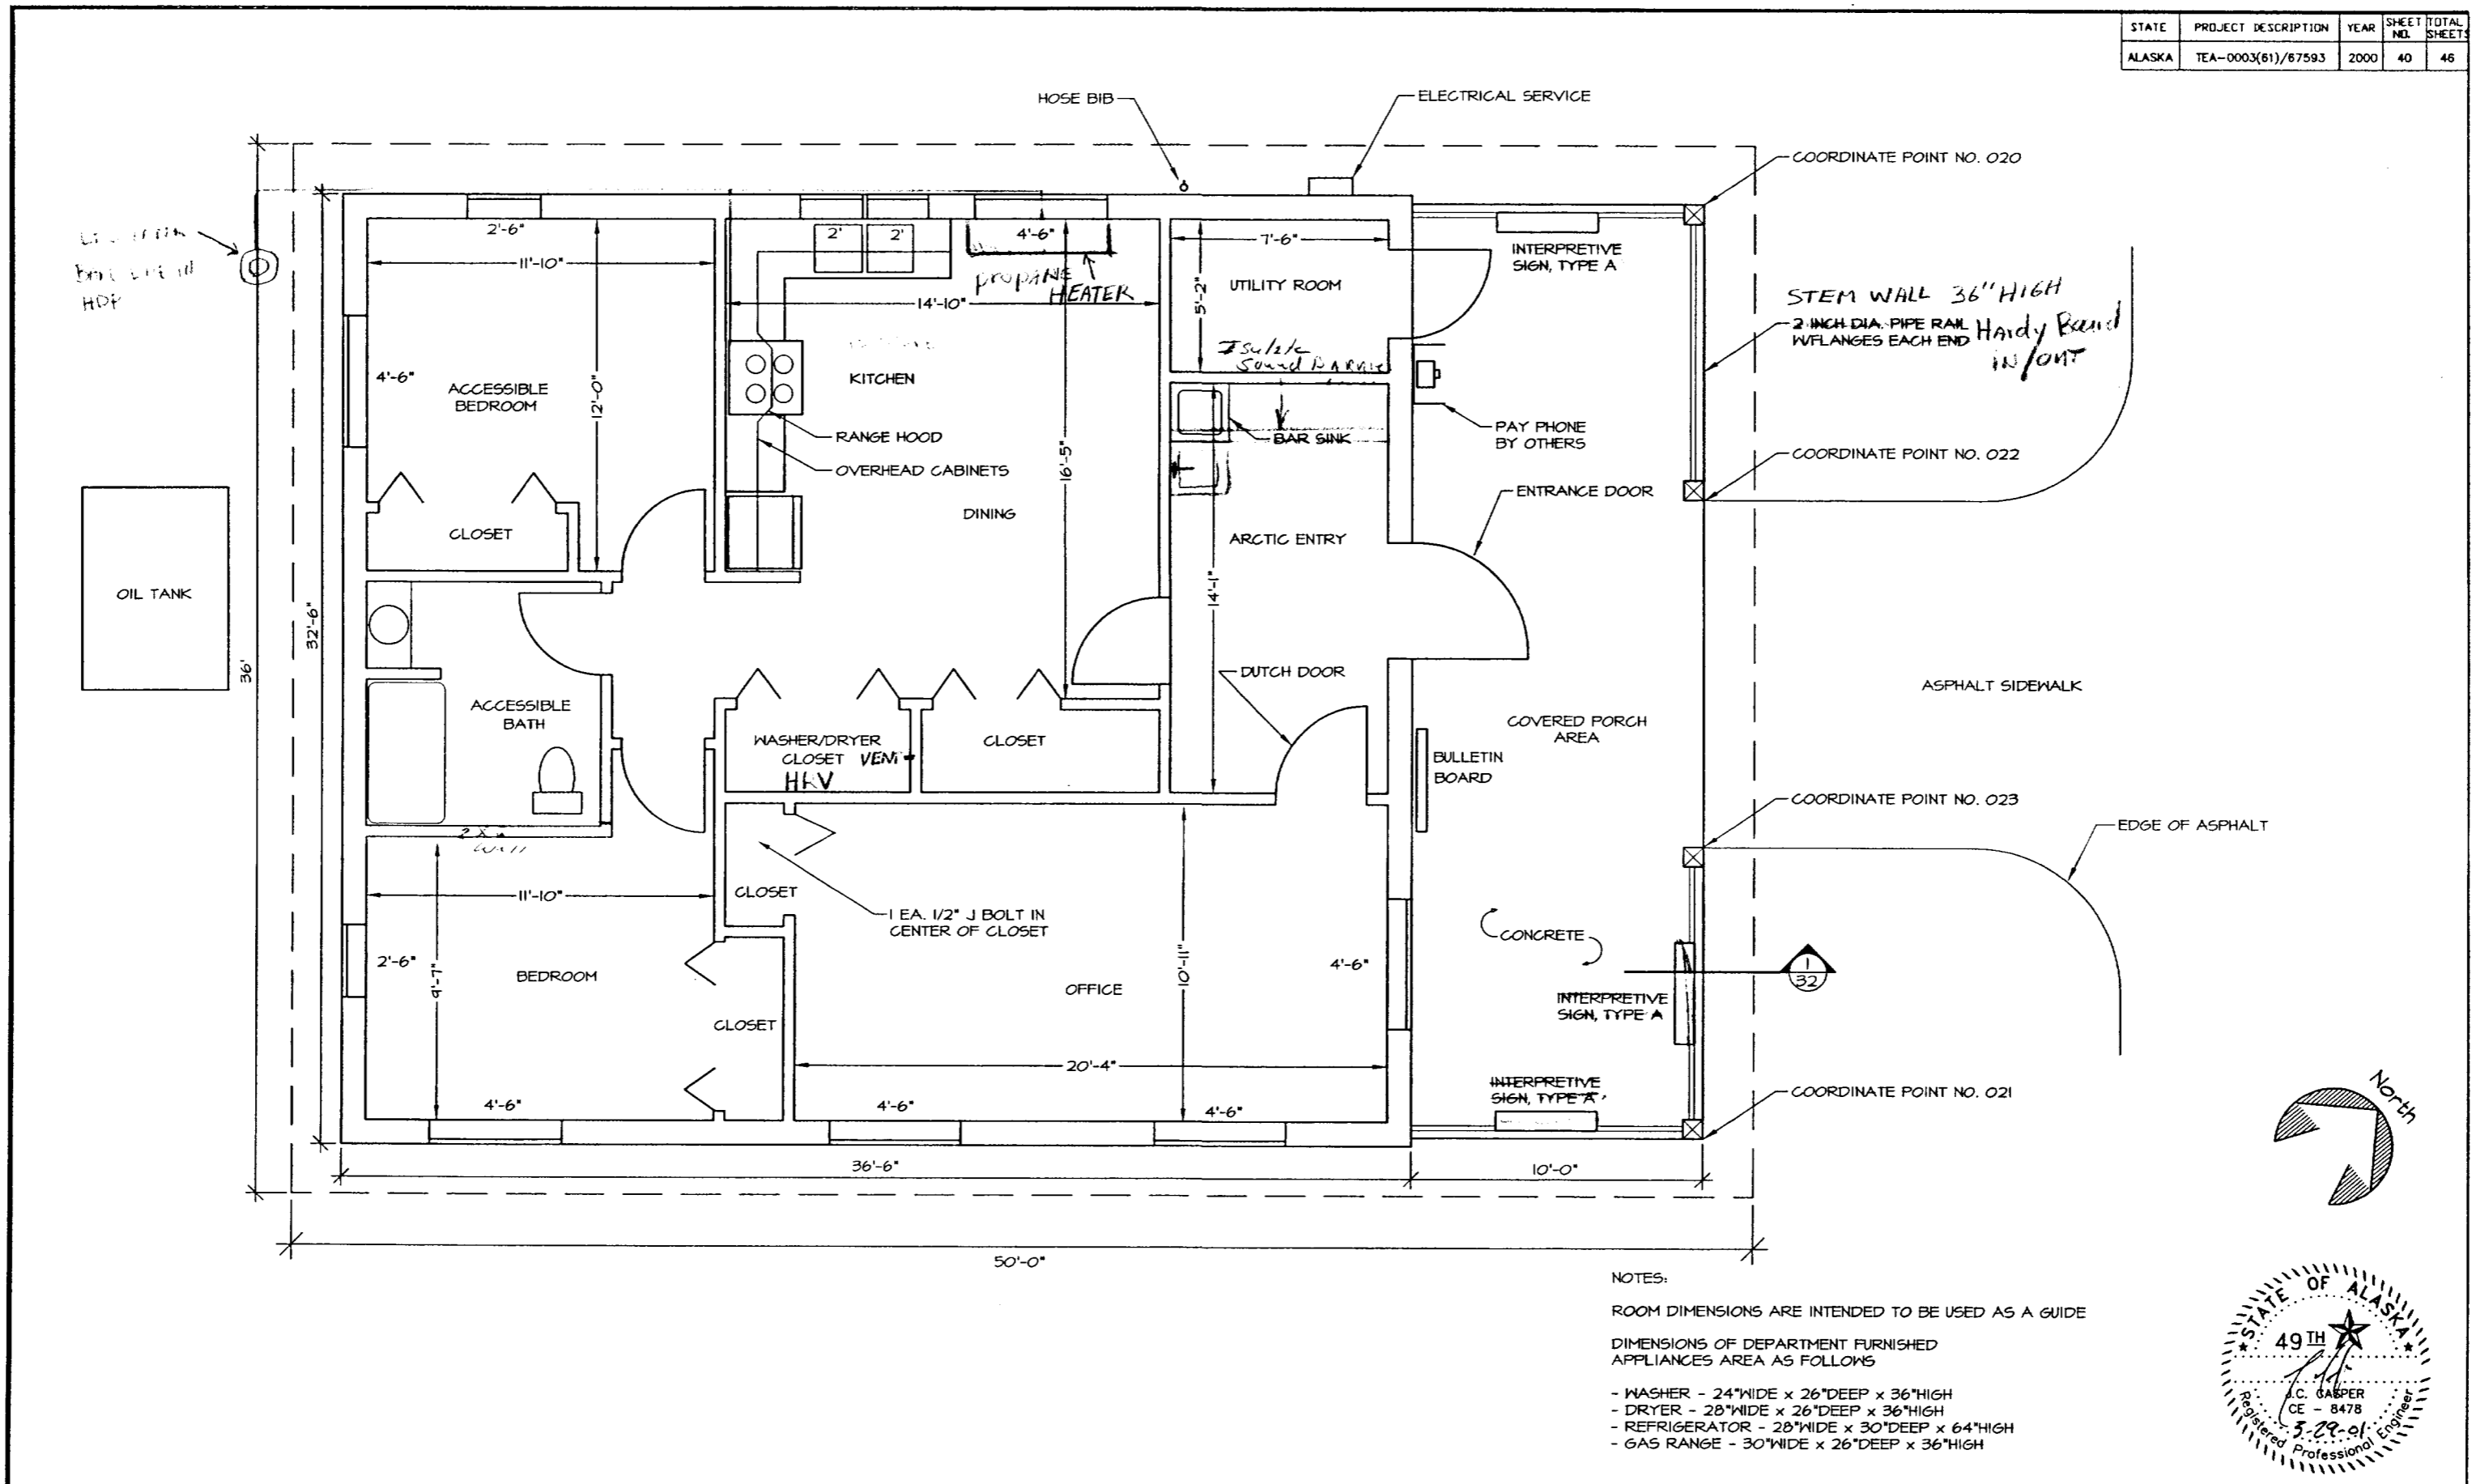 STATE PROJECT DESCRIPTION YEAR SHEET NO. TOTAL SHEETS
ALASKA TEA-0003(61)/67593 2000 40 46
HOSE BIB
ELECTRICAL SERVICE
COORDINATE POINT NO. 020
2'-6"
11'-10"
12'-0"
4'-6"
ACCESSIBLE
BEDROOM
CLOSET
2'
2'
4'-6"
propane
HEATER
14'-10"
KITCHEN
RANGE HOOD
OVERHEAD CABINETS
16'-5"
DINING
7'-6"
UTILITY ROOM
5'-2"
Sound
BAR SINK
ARCTIC ENTRY
14'-1"
DUTCH DOOR
INTERPRETIVE
SIGN, TYPE A
STEM WALL 36" HIGH
2 INCH DIA. PIPE RAIL
W/FLANGES EACH END
Hardy Board
IN/OUT
PAY PHONE
BY OTHERS
COORDINATE POINT NO. 022
ENTRANCE DOOR
OIL TANK
36'
32'-6"
ACCESSIBLE
BATH
WASHER/DRYER
CLOSET VENT
HRV
CLOSET
ASPHALT SIDEWALK
COVERED PORCH
AREA
BULLETIN
BOARD
COORDINATE POINT NO. 023
EDGE OF ASPHALT
Wall
11'-10"
2'-6"
9'-7"
BEDROOM
4'-6"
CLOSET
CLOSET
1 EA. 1/2" J BOLT IN
CENTER OF CLOSET
OFFICE
10'-11"
20'-4"
4'-6"
4'-6"
4'-6"
CONCRETE
1
32
INTERPRETIVE
SIGN, TYPE A
INTERPRETIVE
SIGN, TYPE A
COORDINATE POINT NO. 021
North
36'-6"
10'-0"
50'-0"
NOTES:
ROOM DIMENSIONS ARE INTENDED TO BE USED AS A GUIDE
DIMENSIONS OF DEPARTMENT FURNISHED
APPLIANCES AREA AS FOLLOWS
- WASHER - 24"WIDE x 26"DEEP x 36"HIGH
- DRYER - 28"WIDE x 26"DEEP x 36"HIGH
- REFRIGERATOR - 28"WIDE x 30"DEEP x 64"HIGH
- GAS RANGE - 30"WIDE x 26"DEEP x 36"HIGH
STATE OF ALASKA
49TH
J.C. CASPER
CE - 8478
3-29-01
Registered Professional Engineer